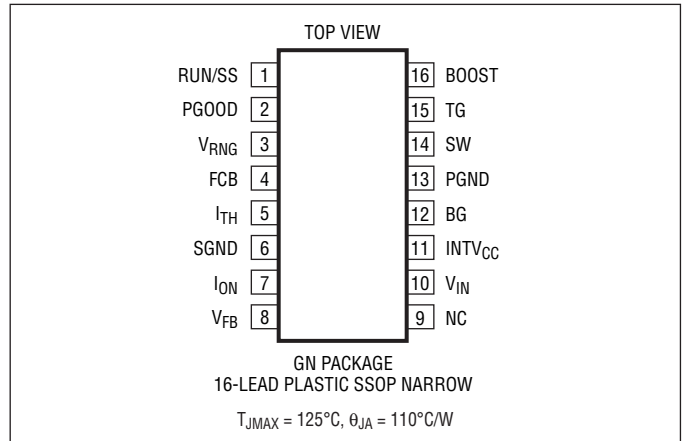 TOP VIEW
RUN/SS 1 16 BOOST
PGOOD 2 15 TG
VRNG 3 14 SW
FCB 4 13 PGND
ITH 5 12 BG
SGND 6 11 INTVCC
ION 7 10 VIN
VFB 8 9 NC
GN PACKAGE
16-LEAD PLASTIC SSOP NARROW
TJMAX = 125°C, θJA = 110°C/W